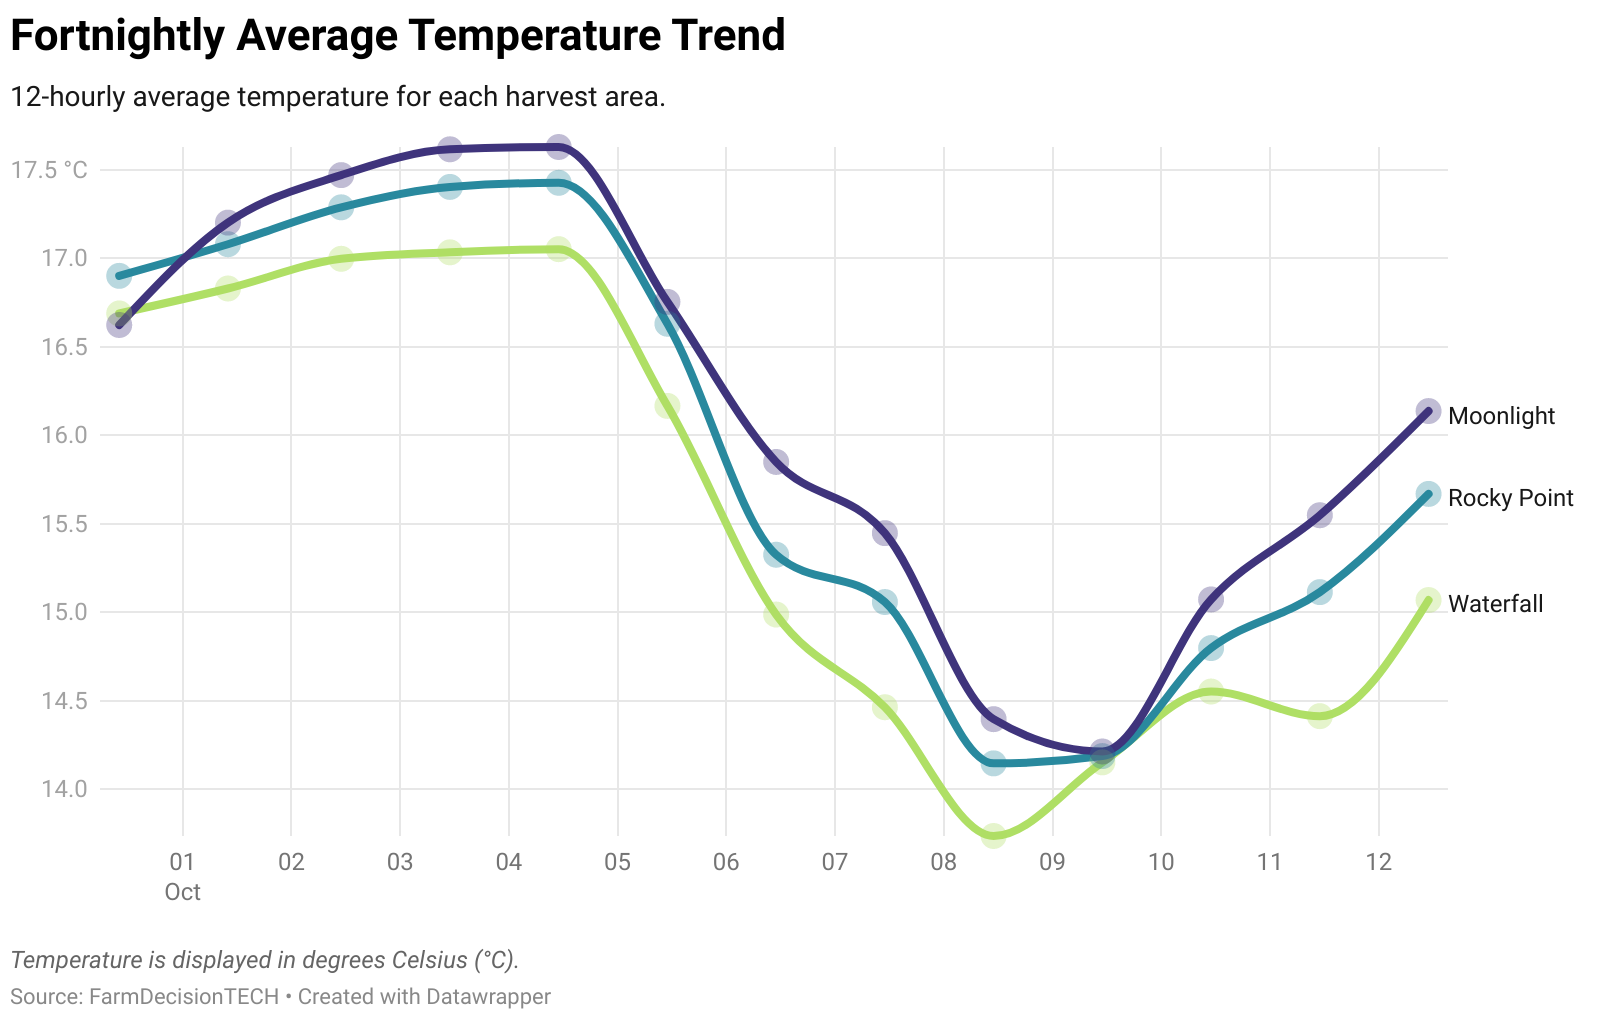 Fortnightly Average Temperature Trend
12-hourly average temperature for each harvest area.
17.5 °C
17.0
16.5
16.0
15.5
15.0
14.5
14.0
Moonlight
Rocky Point
Waterfall
01 02 03 04 05 06 07 08 09 10 11 12
Oct
Temperature is displayed in degrees Celsius (°C).
Source: FarmDecisionTECH • Created with Datawrapper